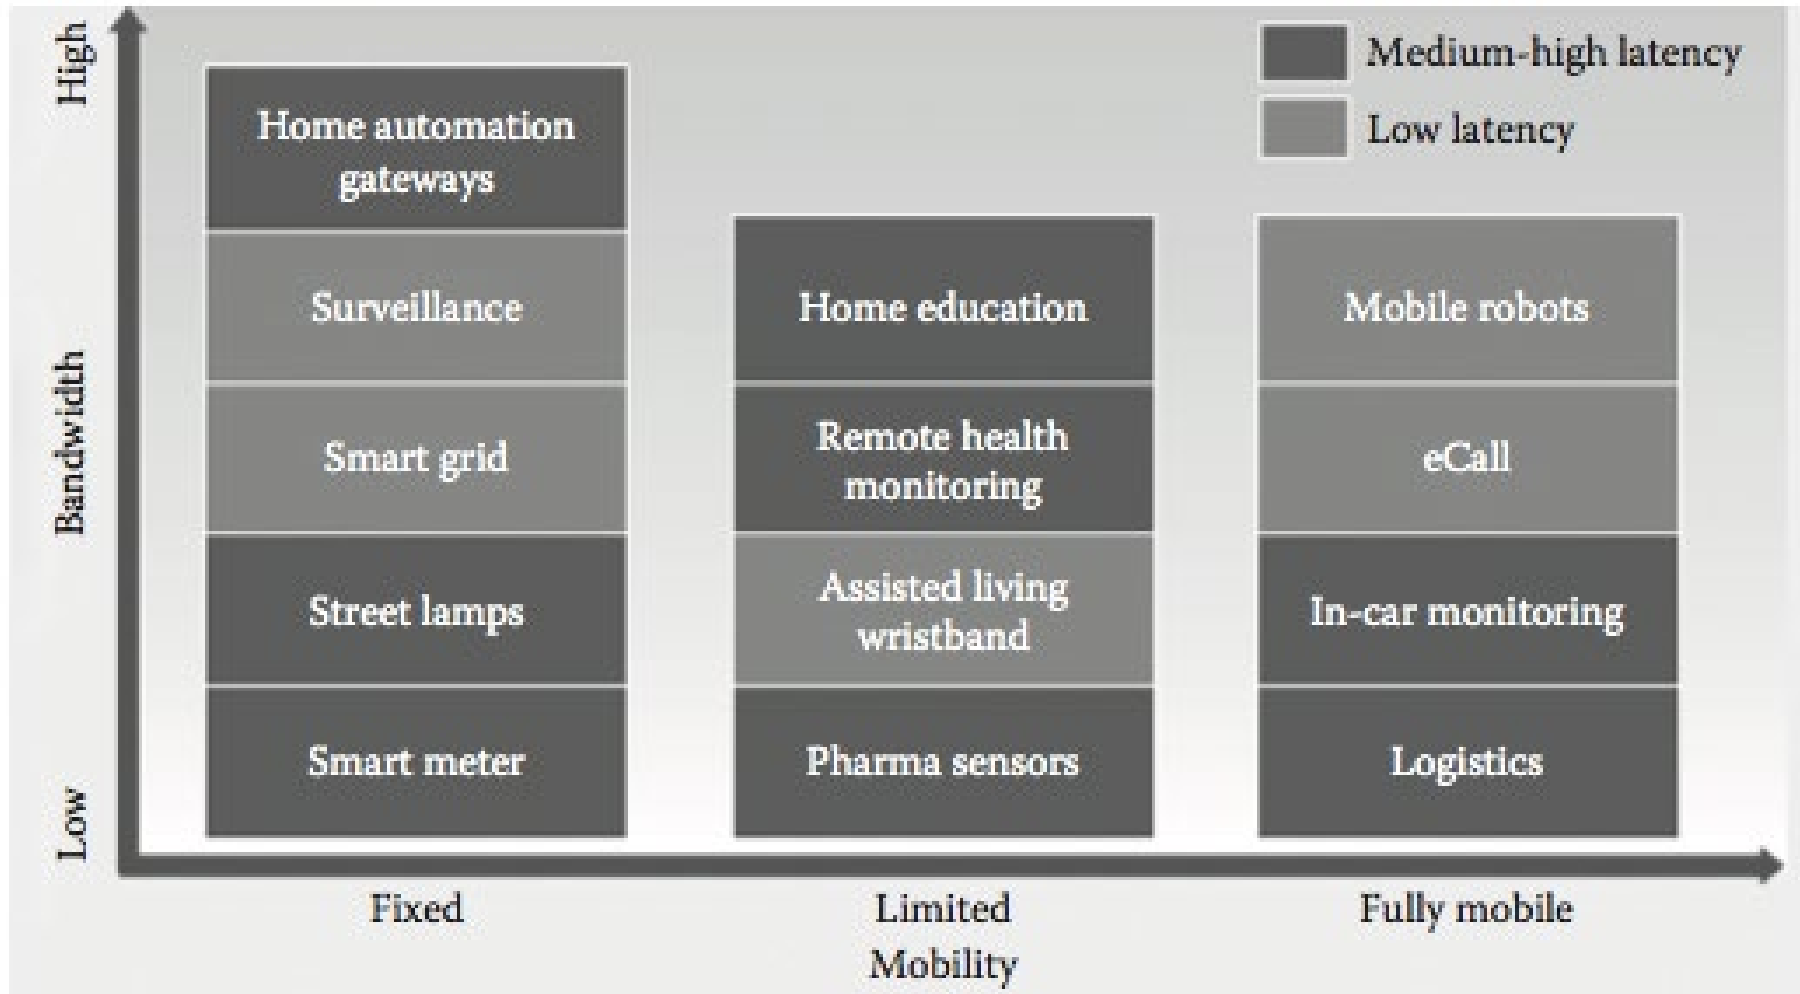 High
Bandwidth
Low
Medium-high latency
Low latency
Home automation
gateways
Surveillance
Smart grid
Street lamps
Smart meter
Home education
Remote health
monitoring
Assisted living
wristband
Pharma sensors
Mobile robots
eCall
In-car monitoring
Logistics
Fixed
Limited
Fully mobile
Mobility